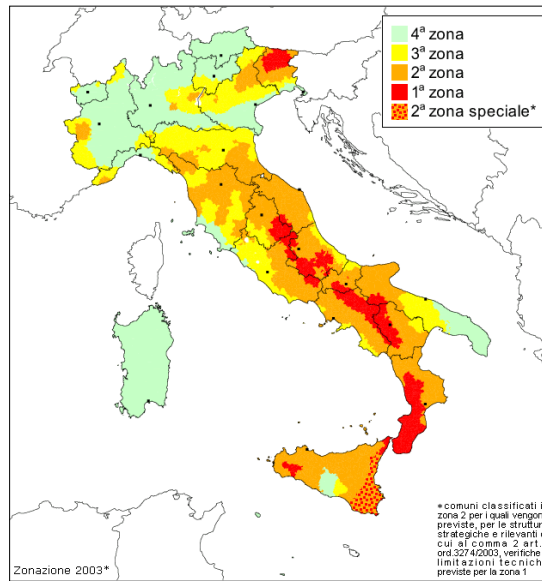 4ª zona
3ª zona
2ª zona
1ª zona
2ª zona speciale*
*comuni classificati i
zona 2 per i quali vengon
previste, per le struttur
strategiche e rilevanti
cui al comma 2 art.
ord.3274/2003, verifiche
limitazioni tecnich
previste per la zona 1
Zonazione 2003*